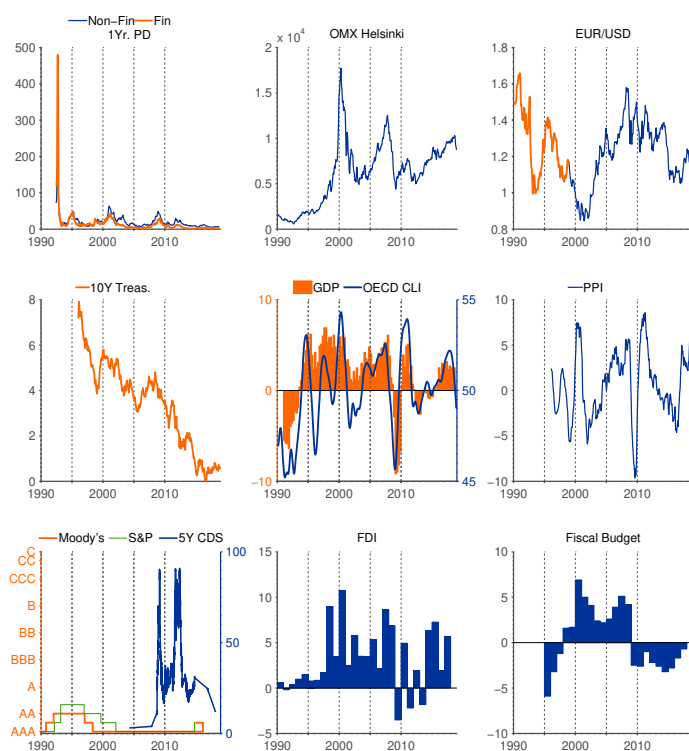 Non−Fin Fin
1Yr. PD
500
400
300
200
100
0
1990 2000 2010
OMX Helsinki
2 x 10^4
1.5
1
0.5
0
1990 2000 2010
EUR/USD
1.8
1.6
1.4
1.2
1
0.8
1990 2000 2010
10Y Treas.
8
6
4
2
0
1990 2000 2010
GDP OECD CLI
10 55
0 50
−10 45
1990 2000 2010
PPI
10
5
0
−5
−10
1990 2000 2010
Moody's S&P 5Y CDS
C 100
CC
CCC
B
BB 50
BBB
A
AA
AAA 0
1990 2000 2010
FDI
15
10
5
0
−5
1990 2000 2010
Fiscal Budget
10
5
0
−5
−10
1990 2000 2010